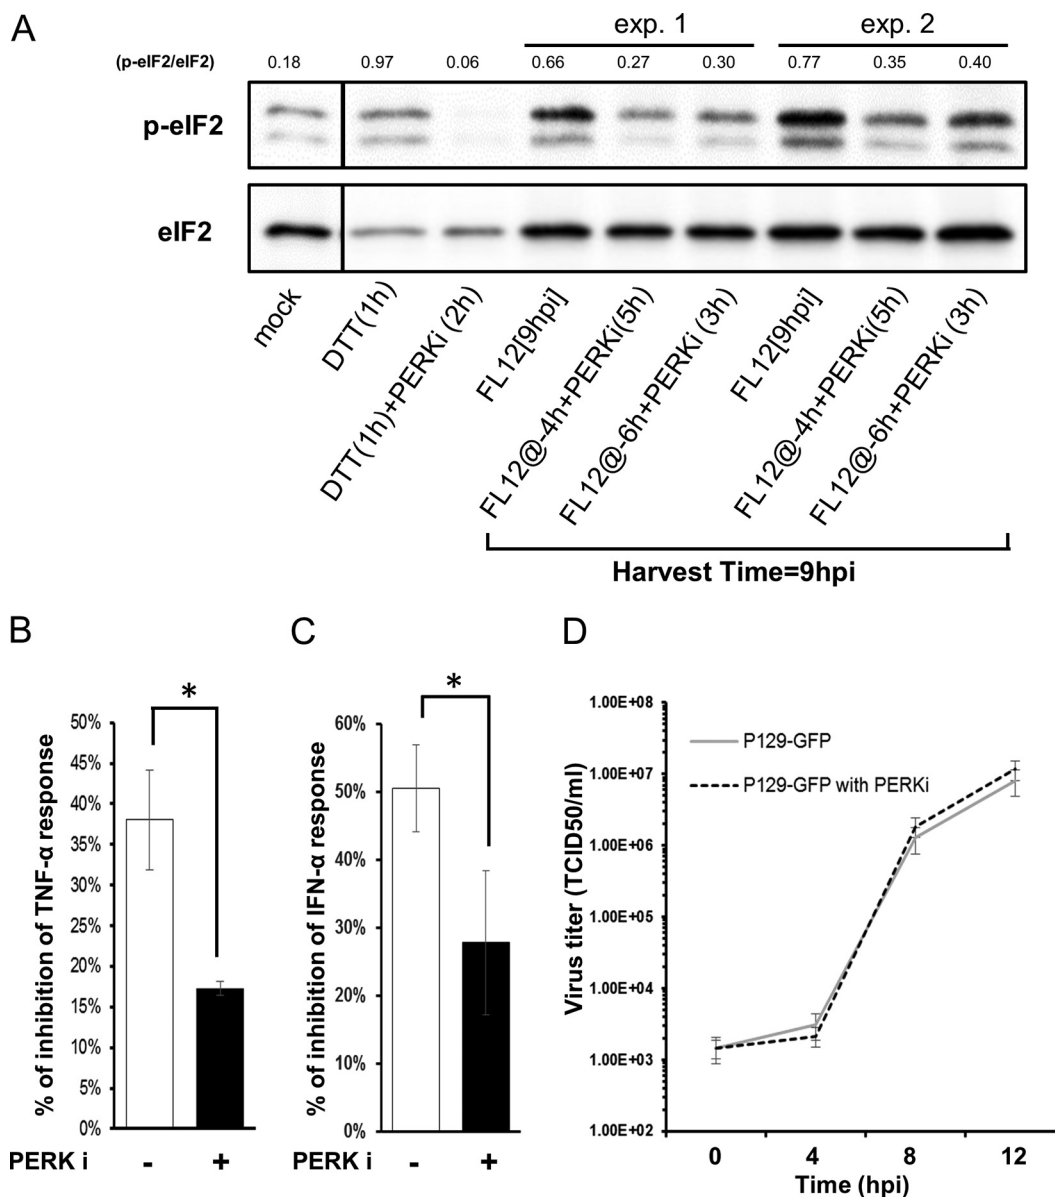 A
exp. 1
exp. 2
(p-eIF2/eIF2)
0.18
0.97
0.06
0.66
0.27
0.30
0.77
0.35
0.40
p-eIF2
eIF2
mock
DTT(1h)
DTT(1h)+PERKi (2h)
FL12[9hpi]
FL12@-4h+PERKi(5h)
FL12@-6h+PERKi (3h)
FL12[9hpi]
FL12@-4h+PERKi(5h)
FL12@-6h+PERKi (3h)
Harvest Time=9hpi
B
% of inhibition of TNF-α response
50%
45%
40%
35%
30%
25%
20%
15%
10%
5%
0%
*
PERK i
-
+
C
% of inhibition of IFN-α response
60%
50%
40%
30%
20%
10%
0%
*
PERK i
-
+
D
Virus titer (TCID50/ml)
1.00E+08
1.00E+07
1.00E+06
1.00E+05
1.00E+04
1.00E+03
1.00E+02
P129-GFP
P129-GFP with PERKi
0
4
8
12
Time (hpi)